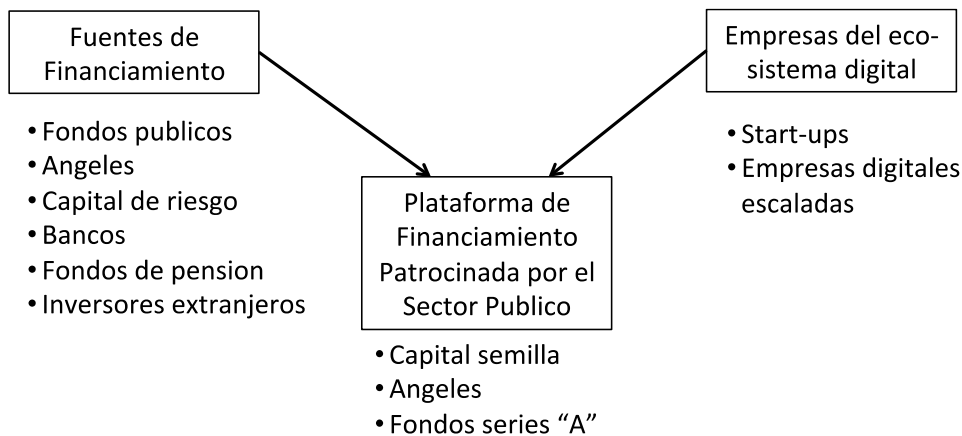 Fuentes de
Financiamiento
• Fondos publicos
• Angeles
• Capital de riesgo
• Bancos
• Fondos de pension
• Inversores extranjeros
Empresas del eco-
sistema digital
• Start-ups
• Empresas digitales
escaladas
Plataforma de
Financiamiento
Patrocinada por el
Sector Publico
• Capital semilla
• Angeles
• Fondos series “A”